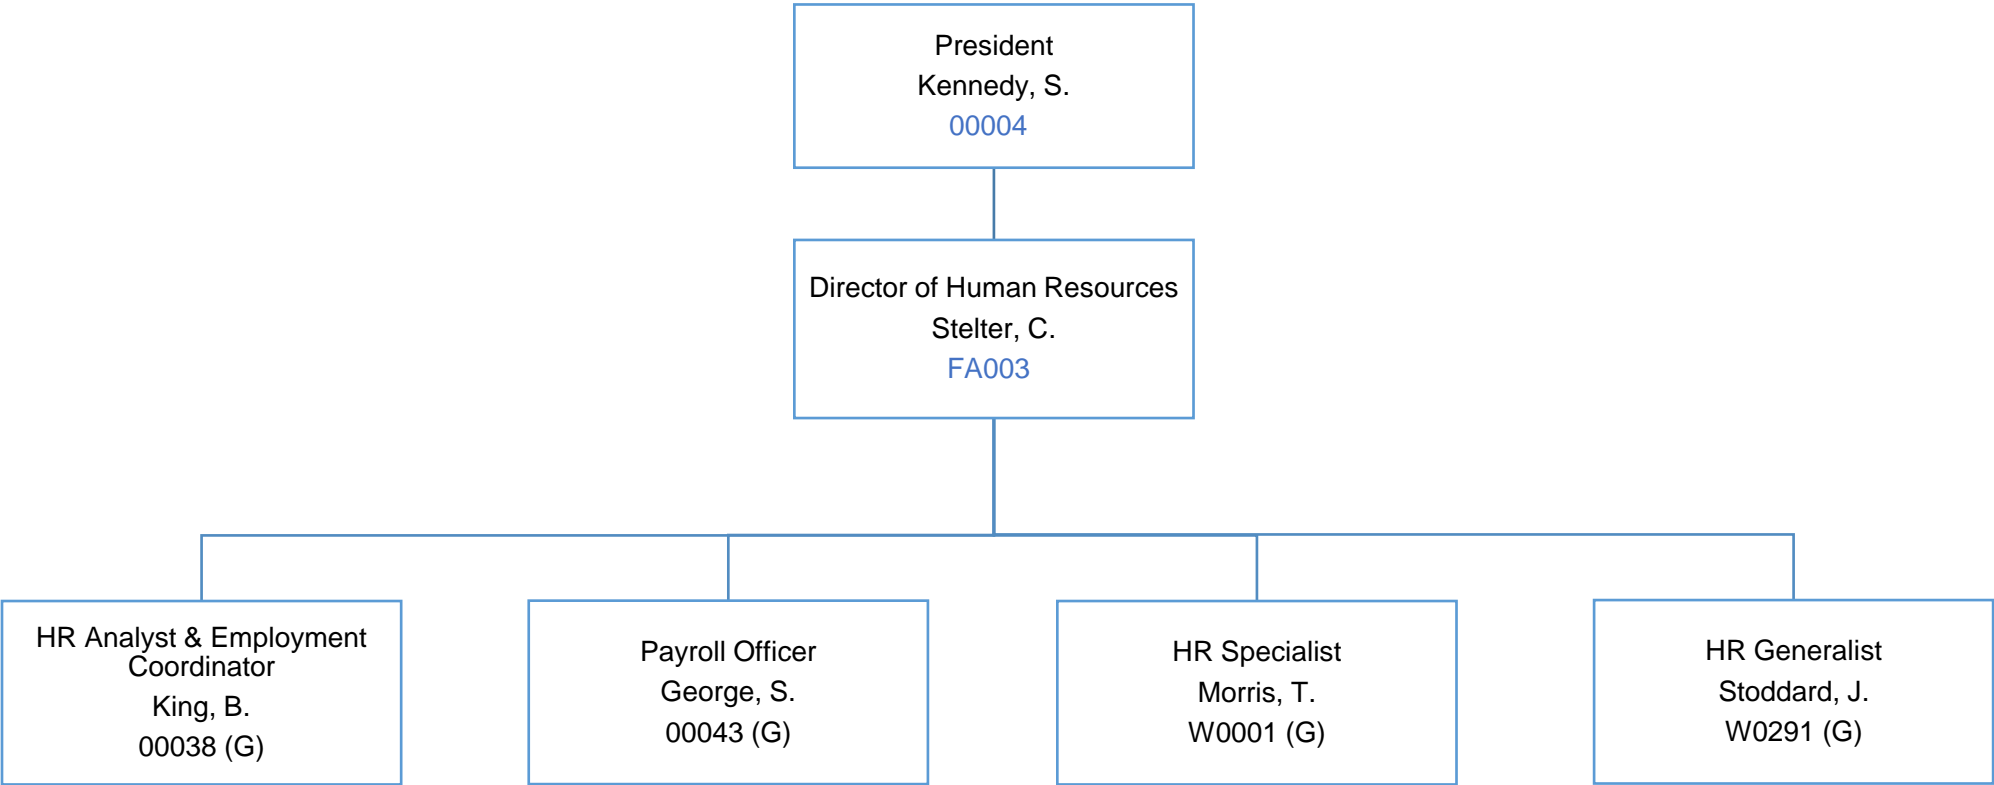 President
Kennedy, S.
00004
Director of Human Resources
Stelter, C.
FA003
HR Analyst & Employment
Coordinator
King, B.
00038 (G)
Payroll Officer
George, S.
00043 (G)
HR Specialist
Morris, T.
W0001 (G)
HR Generalist
Stoddard, J.
W0291 (G)